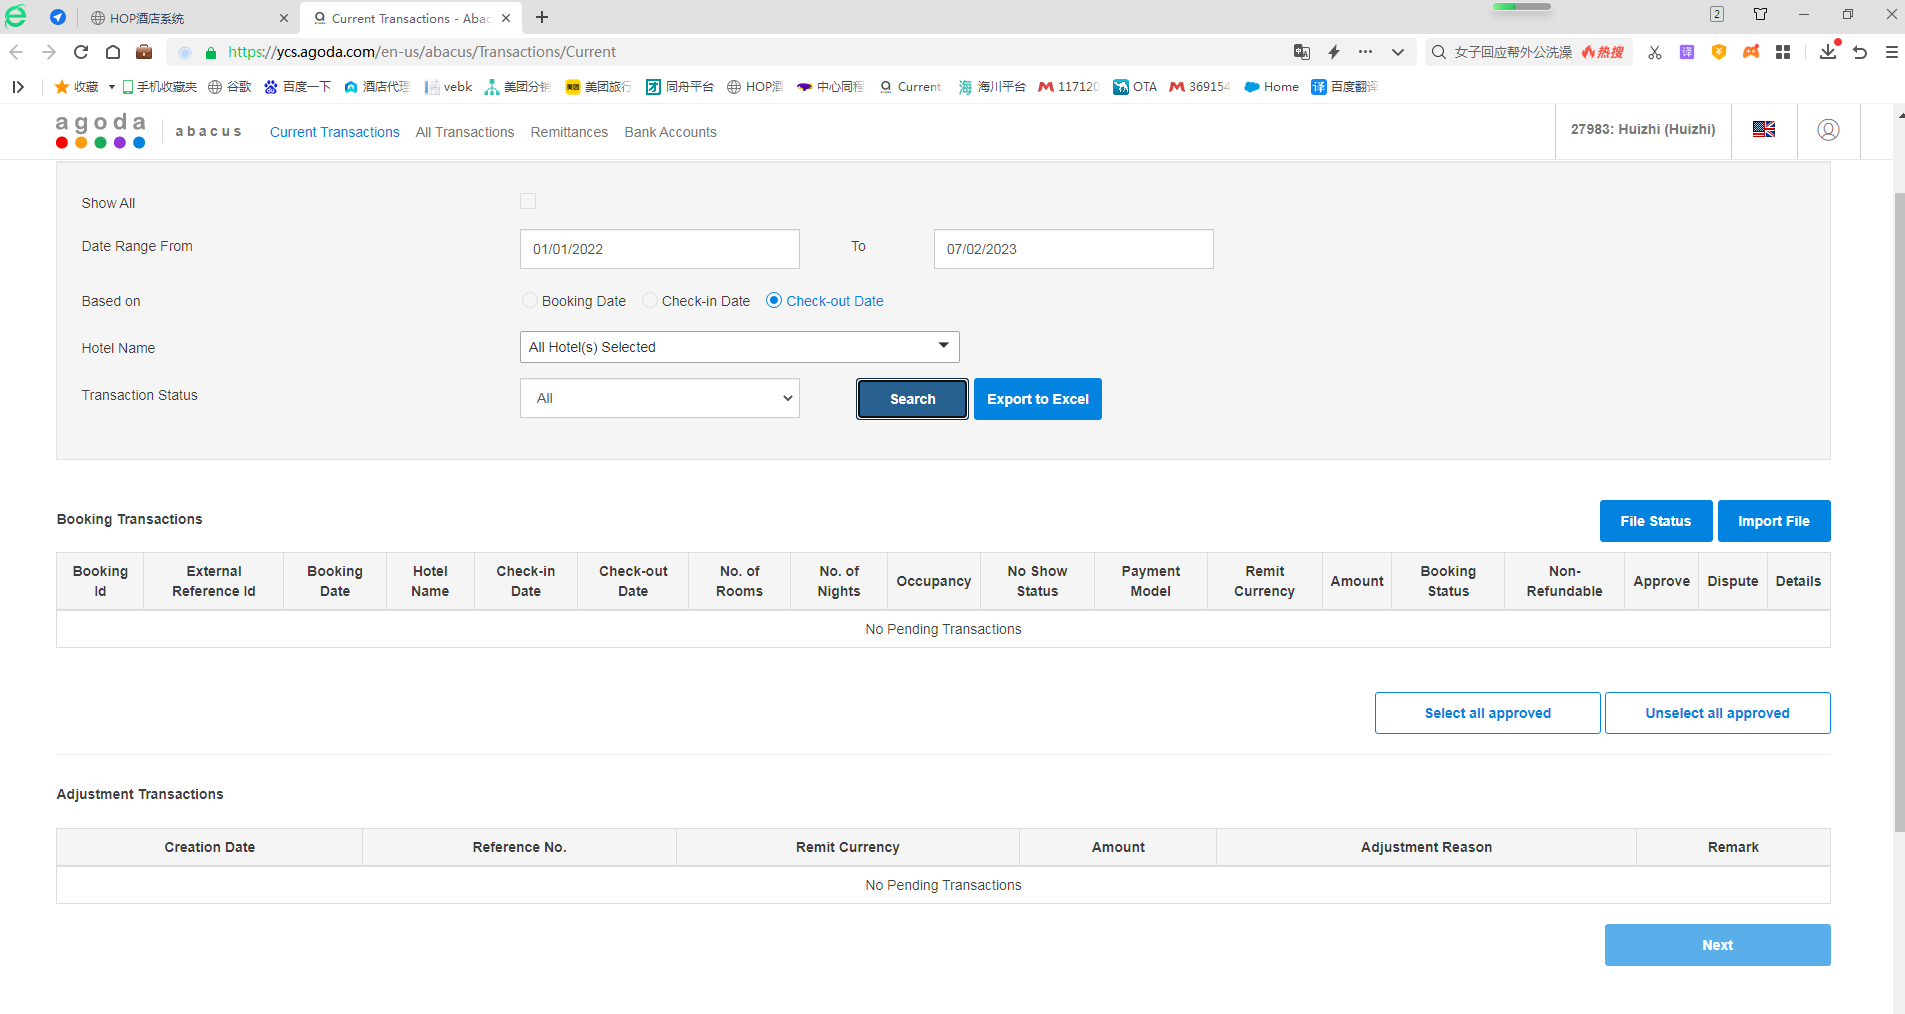 HOP酒店系统
Current Transactions - Abac
2
https://ycs.agoda.com/en-us/abacus/Transactions/Current
女子回应帮外公洗澡 热搜
收藏 手机收藏夹 谷歌 百度一下 酒店代理 vebk 美团分销 美团旅行 同舟平台 HOP酒 中心同程 Current 海川平台 117120 OTA 369154 Home 百度翻译
agoda
abacus
Current Transactions All Transactions Remittances Bank Accounts
27983: Huizhi (Huizhi)
Show All
Date Range From 01/01/2022 To 07/02/2023
Based on Booking Date Check-in Date Check-out Date
Hotel Name All Hotel(s) Selected
Transaction Status All Search Export to Excel
Booking Transactions File Status Import File
Booking Id External Reference Id Booking Date Hotel Name Check-in Date Check-out Date No. of Rooms No. of Nights Occupancy No Show Status Payment Model Remit Currency Amount Booking Status Non-Refundable Approve Dispute Details
No Pending Transactions
Select all approved Unselect all approved
Adjustment Transactions
Creation Date Reference No. Remit Currency Amount Adjustment Reason Remark
No Pending Transactions
Next